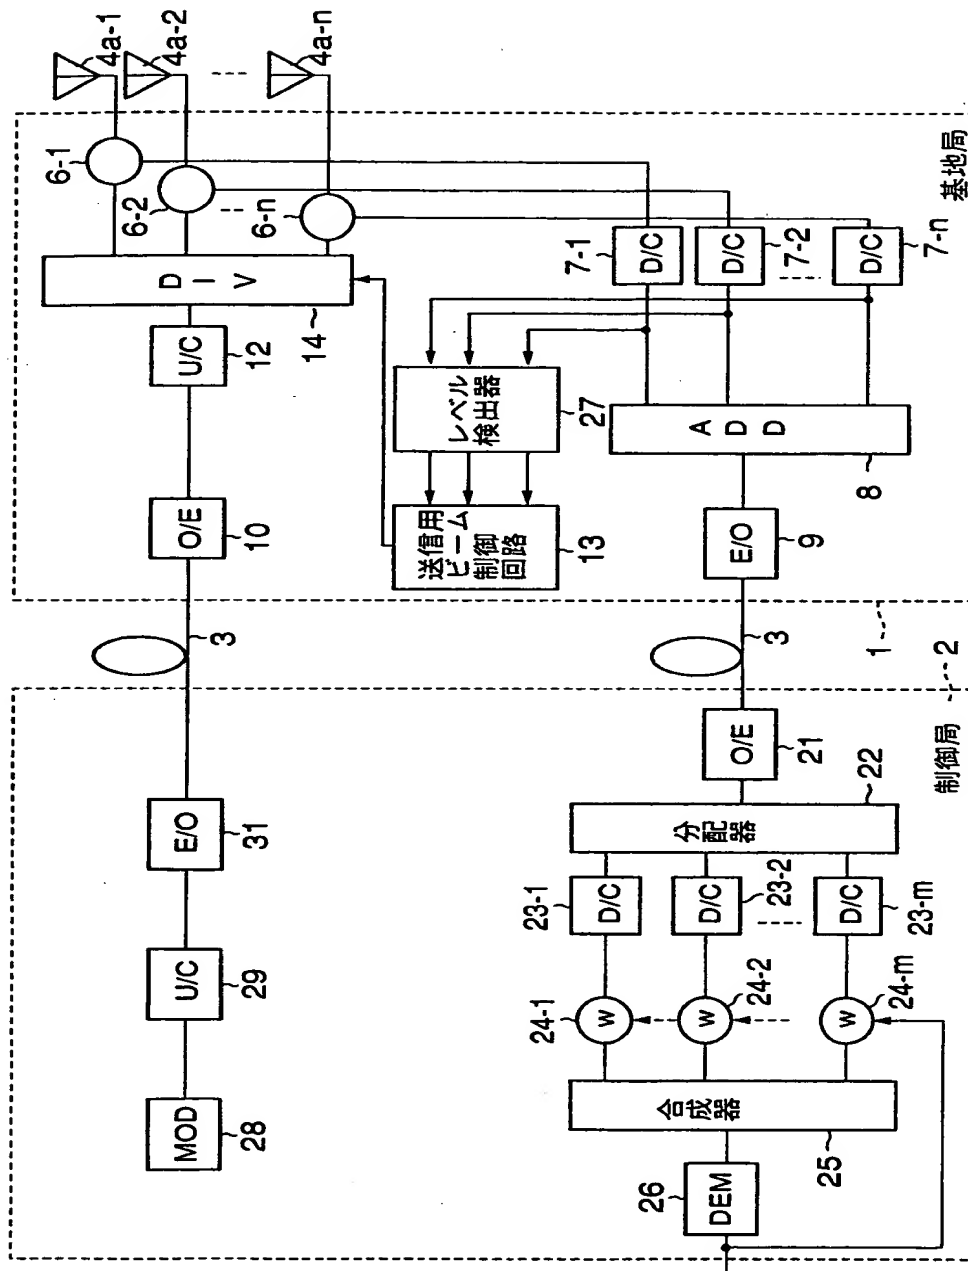 4a-1
4a-2
4a-n
6-1
6-2
6-n
DIV
14
U/C
12
O/E
10
レベル
検出器
27
送信用
ビーム
制御
回路
13
D/C
7-1
D/C
7-2
D/C
7-n
ADD
8
E/O
9
基地局
1
3
3
2
制御局
E/O
31
U/C
29
MOD
28
O/E
21
分配器
22
D/C
23-1
D/C
23-2
D/C
23-m
W
24-1
W
24-2
W
24-m
合成器
25
DEM
26